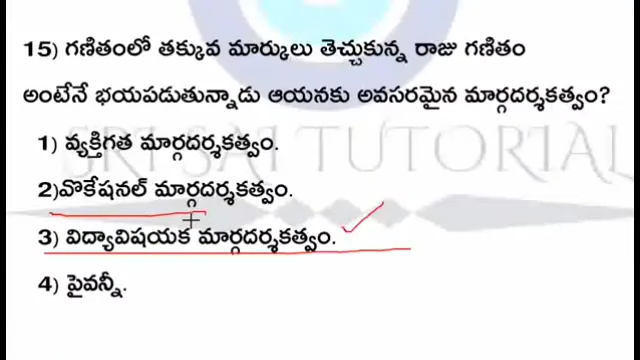 15) గణితంలో తక్కువ మార్కులు తెచ్చుకున్న రాజు గణితం
అంటేనే భయపడుతున్నాడు ఆయనకు అవసరమైన మార్గదర్శకత్వం?
1) వ్యక్తిగత మార్గదర్శకత్వం.
SRI SAI TUTORIAL
2)వొకేషనల్ మార్గదర్శకత్వం.
3) విద్యావిషయక మార్గదర్శకత్వం.
4) పైవన్నీ.